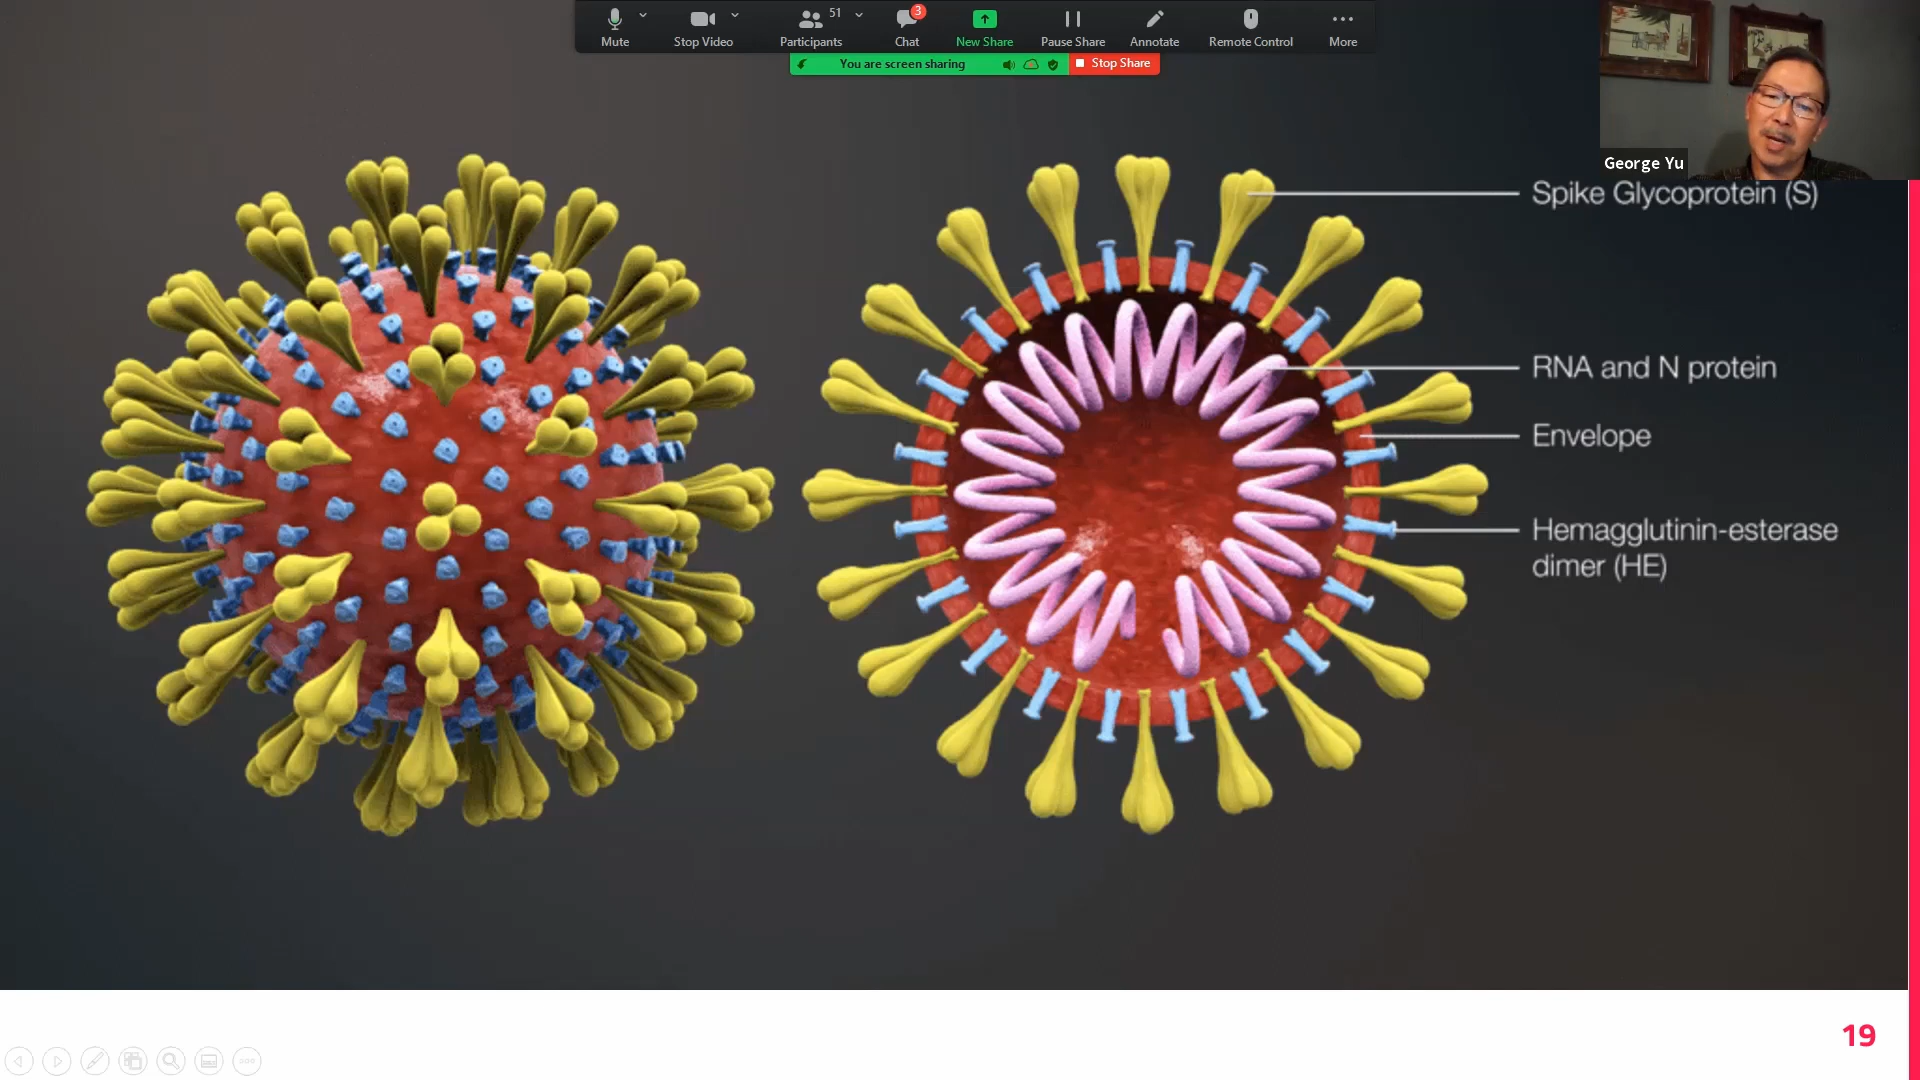 51
3
Mute
Stop Video
Participants
Chat
New Share
Pause Share
Annotate
Remote Control
More
You are screen sharing
Stop Share
George Yu
Spike Glycoprotein (S)
RNA and N protein
Envelope
Hemagglutinin-esterase
dimer (HE)
19